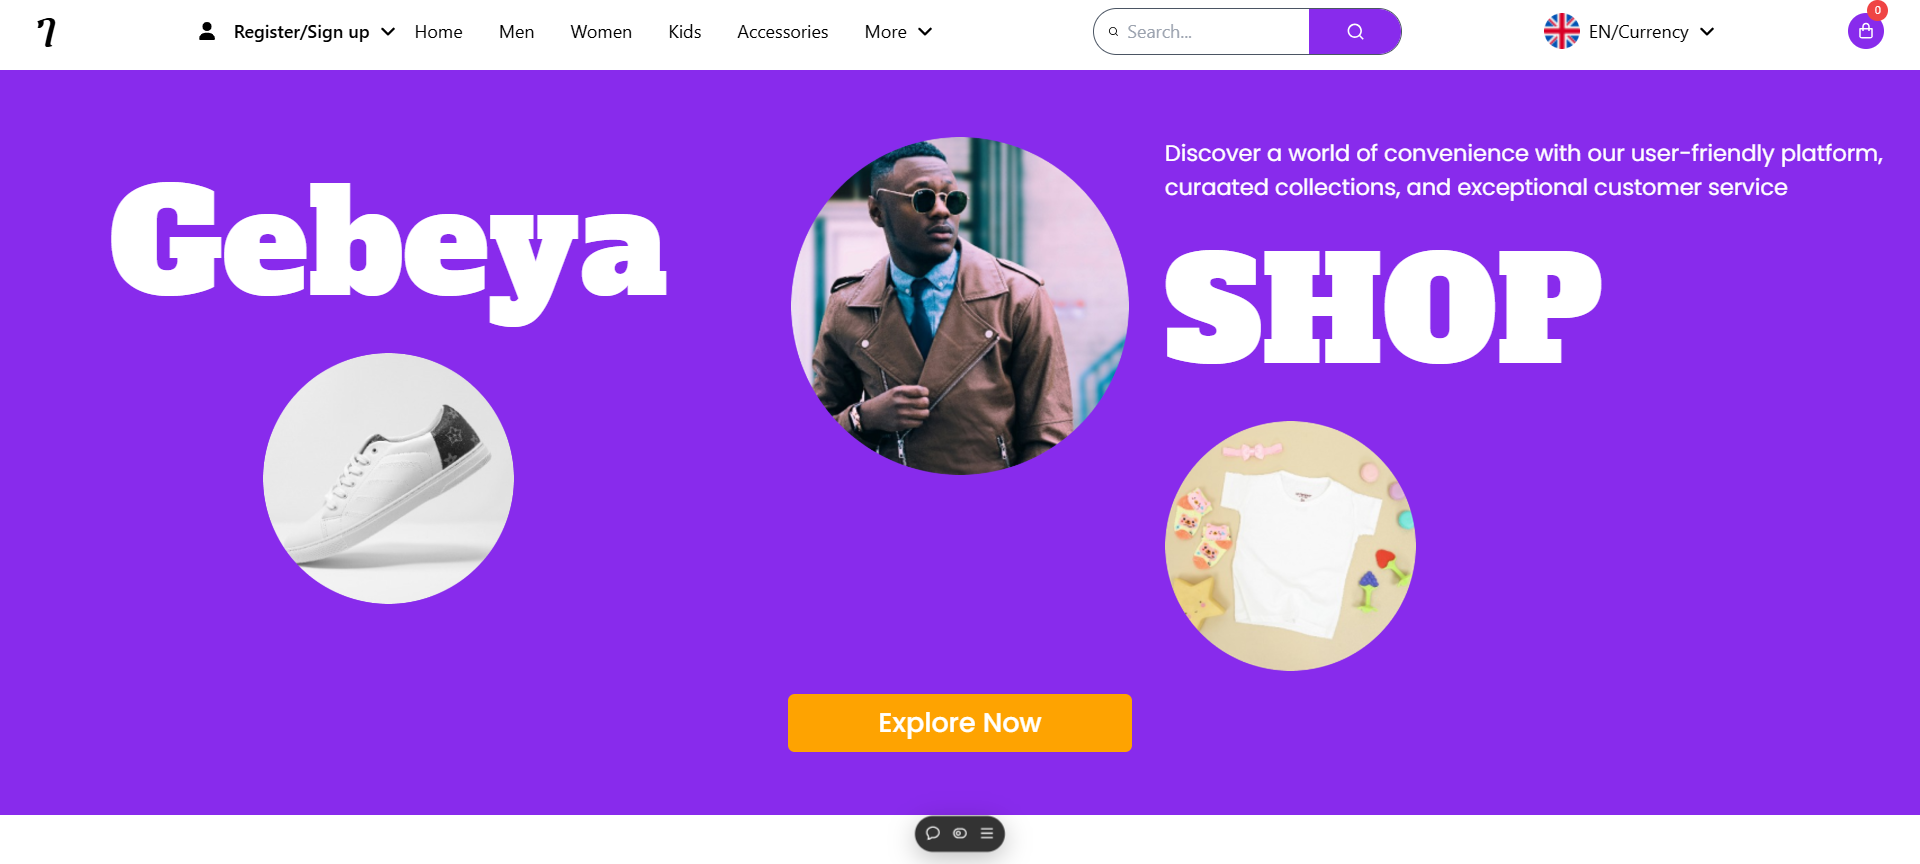 ገ
Register/Sign up
Home
Men
Women
Kids
Accessories
More
Search...
EN/Currency
0
Discover a world of convenience with our user-friendly platform,
curaated collections, and exceptional customer service
Gebeya
SHOP
Explore Now